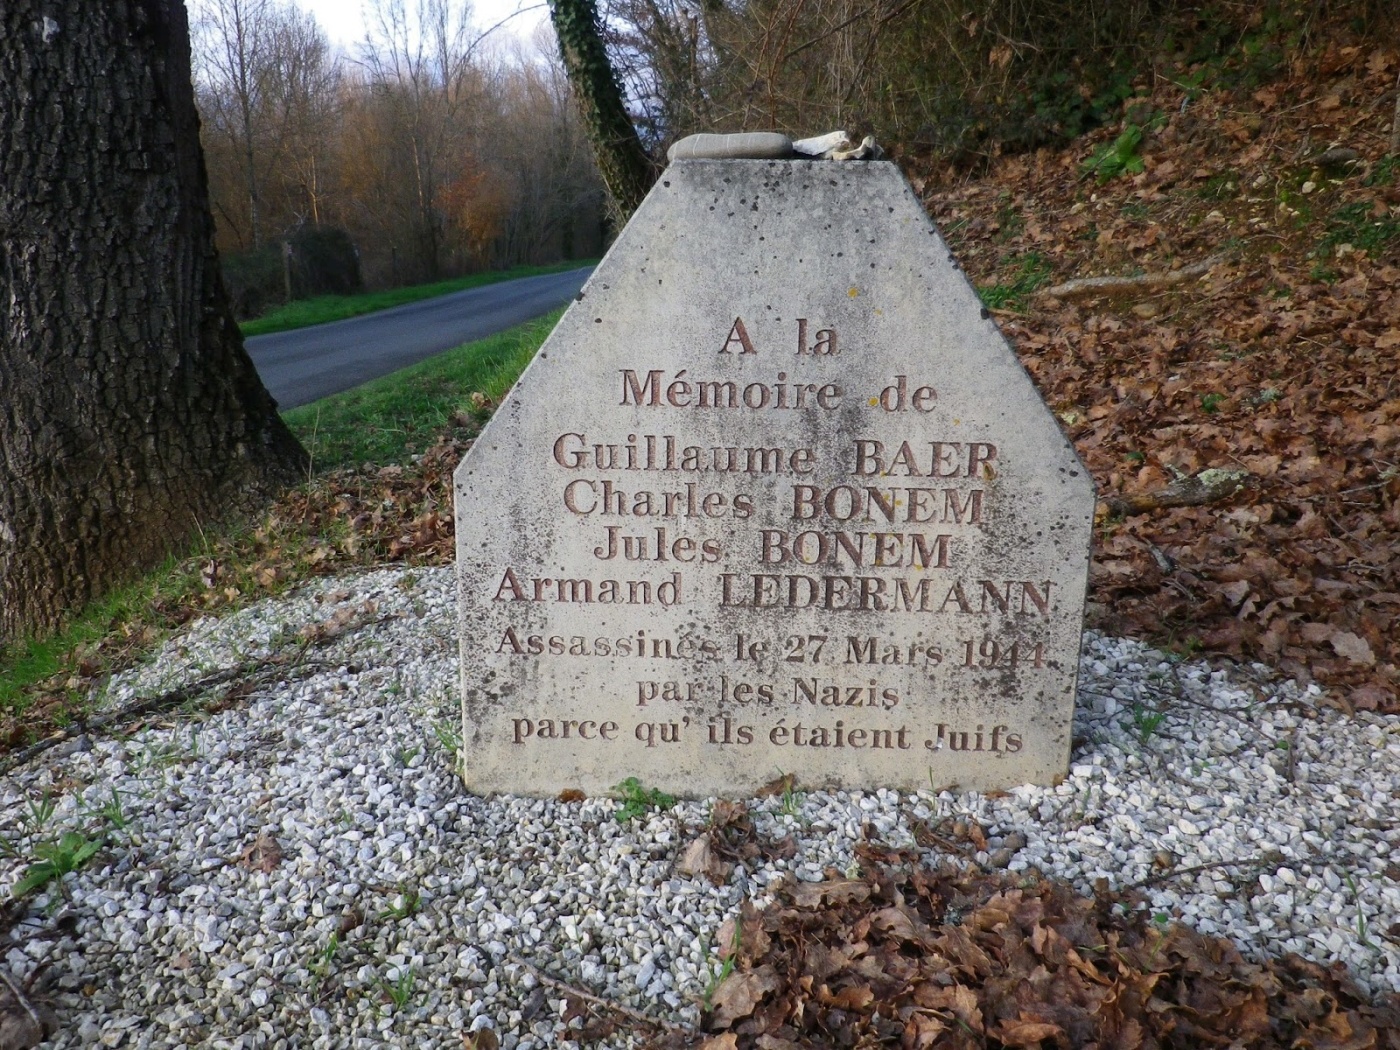 A la
Mémoire de
Guillaume BAER
Charles BONEM
Jules BONEM
Armand LEDERMANN
Assassinés le 27 Mars 1944
par les Nazis
parce qu' ils étaient Juifs